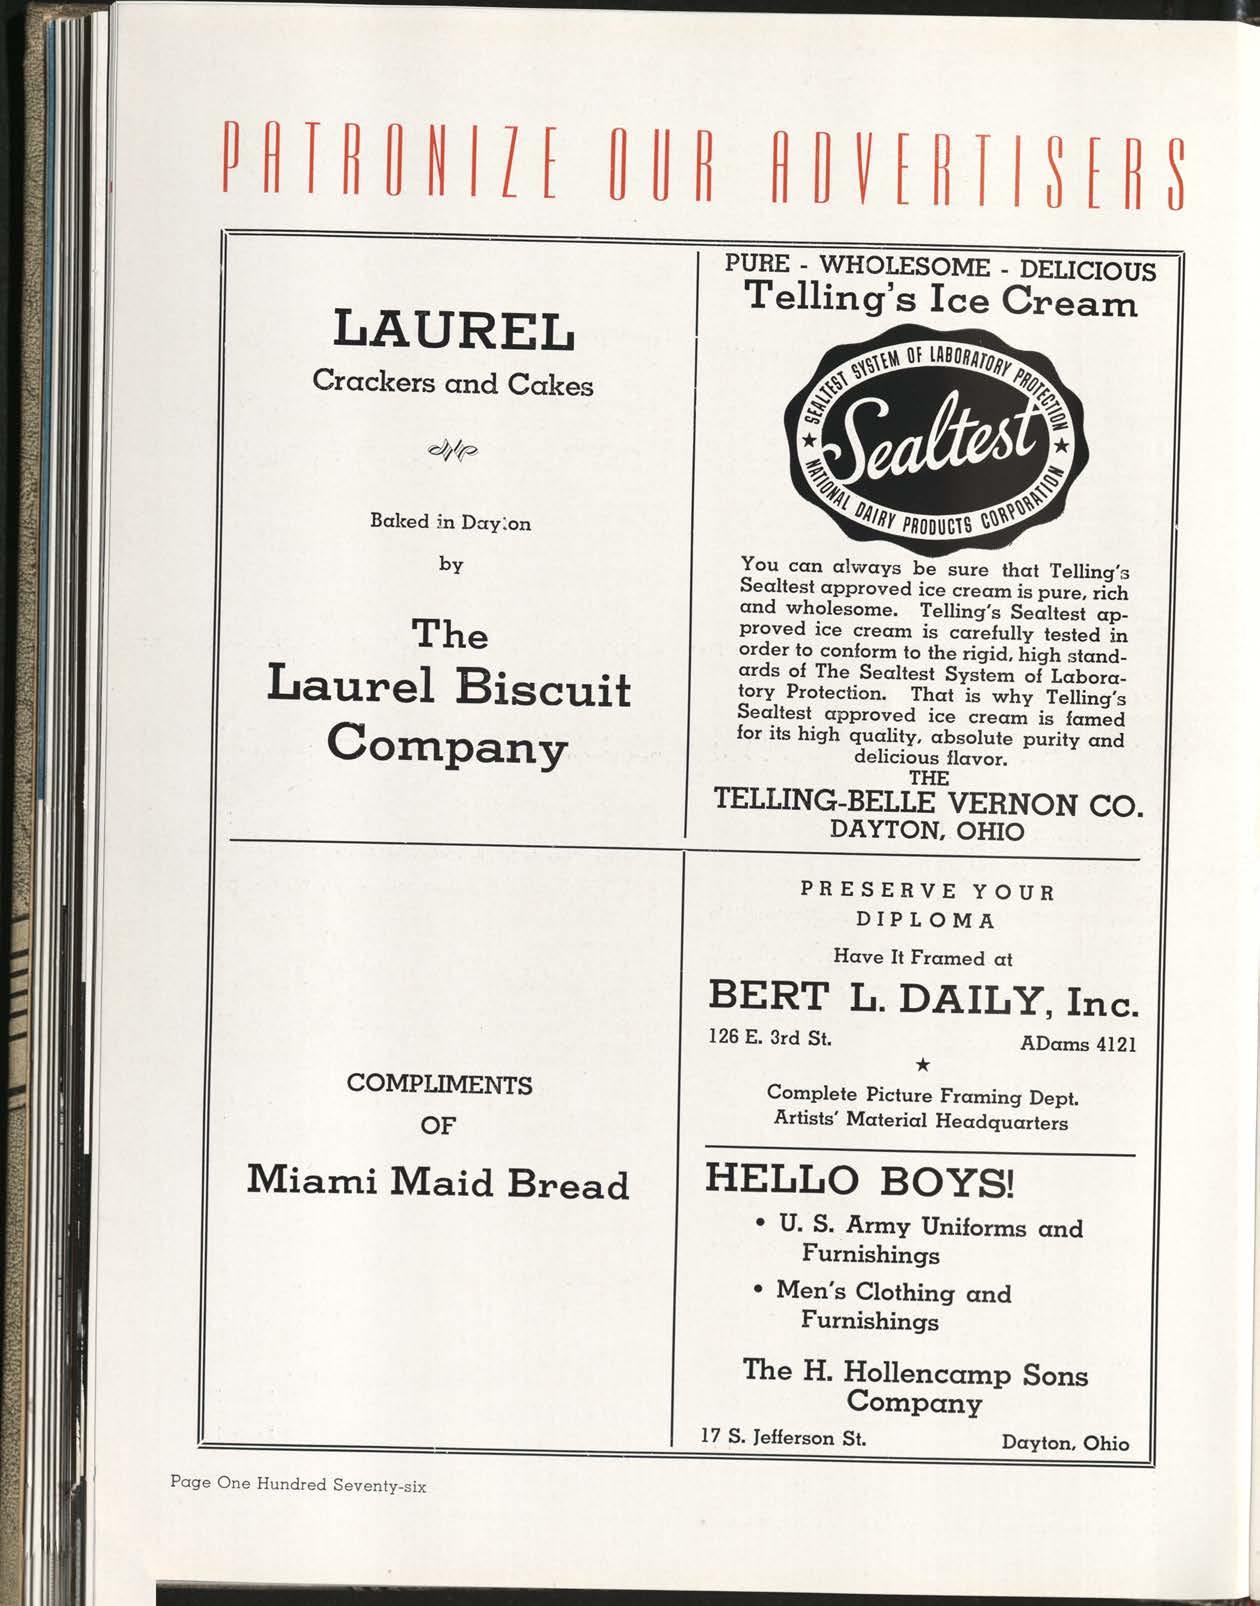 PATRONIZE OUR ADVERTISERS
LAUREL
Crackers and Cakes
Baked in Dayton
by
The
Laurel Biscuit
Company
PURE - WHOLESOME - DELICIOUS
Telling's Ice Cream
★ SEALTEST SYSTEM OF LABORATORY PROTECTION ★
Sealtest
NATIONAL DAIRY PRODUCTS CORPORATION
You can always be sure that Telling's
Sealtest approved ice cream is pure, rich
and wholesome. Telling's Sealtest ap-
proved ice cream is carefully tested in
order to conform to the rigid, high stand-
ards of The Sealtest System of Labora-
tory Protection. That is why Telling's
Sealtest approved ice cream is famed
for its high quality, absolute purity and
delicious flavor.
THE
TELLING-BELLE VERNON CO.
DAYTON, OHIO
COMPLIMENTS
OF
Miami Maid Bread
PRESERVE YOUR
DIPLOMA
Have It Framed at
BERT L. DAILY, Inc.
126 E. 3rd St. ADams 4121
★
Complete Picture Framing Dept.
Artists' Material Headquarters
HELLO BOYS!
• U. S. Army Uniforms and
Furnishings
• Men's Clothing and
Furnishings
The H. Hollencamp Sons
Company
17 S. Jefferson St. Dayton, Ohio
Page One Hundred Seventy-six